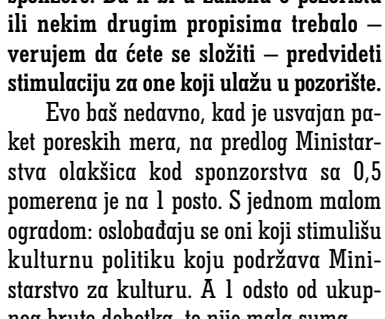 sponzore. Da li bi u zakonu o pozorištu
ili nekim drugim propisima trebalo –
verujem da ćete se složiti – predvideti
stimulaciju za one koji ulažu u pozorište.
Evo baš nedavno, kad je usvajan pa-
ket poreskih mera, na predlog Ministar-
stva olakšica kod sponzorstva sa 0,5
pomerena je na 1 posto. S jednom malom
ogradom: oslobađaju se oni koji stimulišu
kulturnu politiku koju podržava Mini-
starstvo za kulturu. A 1 odsto od ukup-
nog bruto dohotka, to nije mala suma.